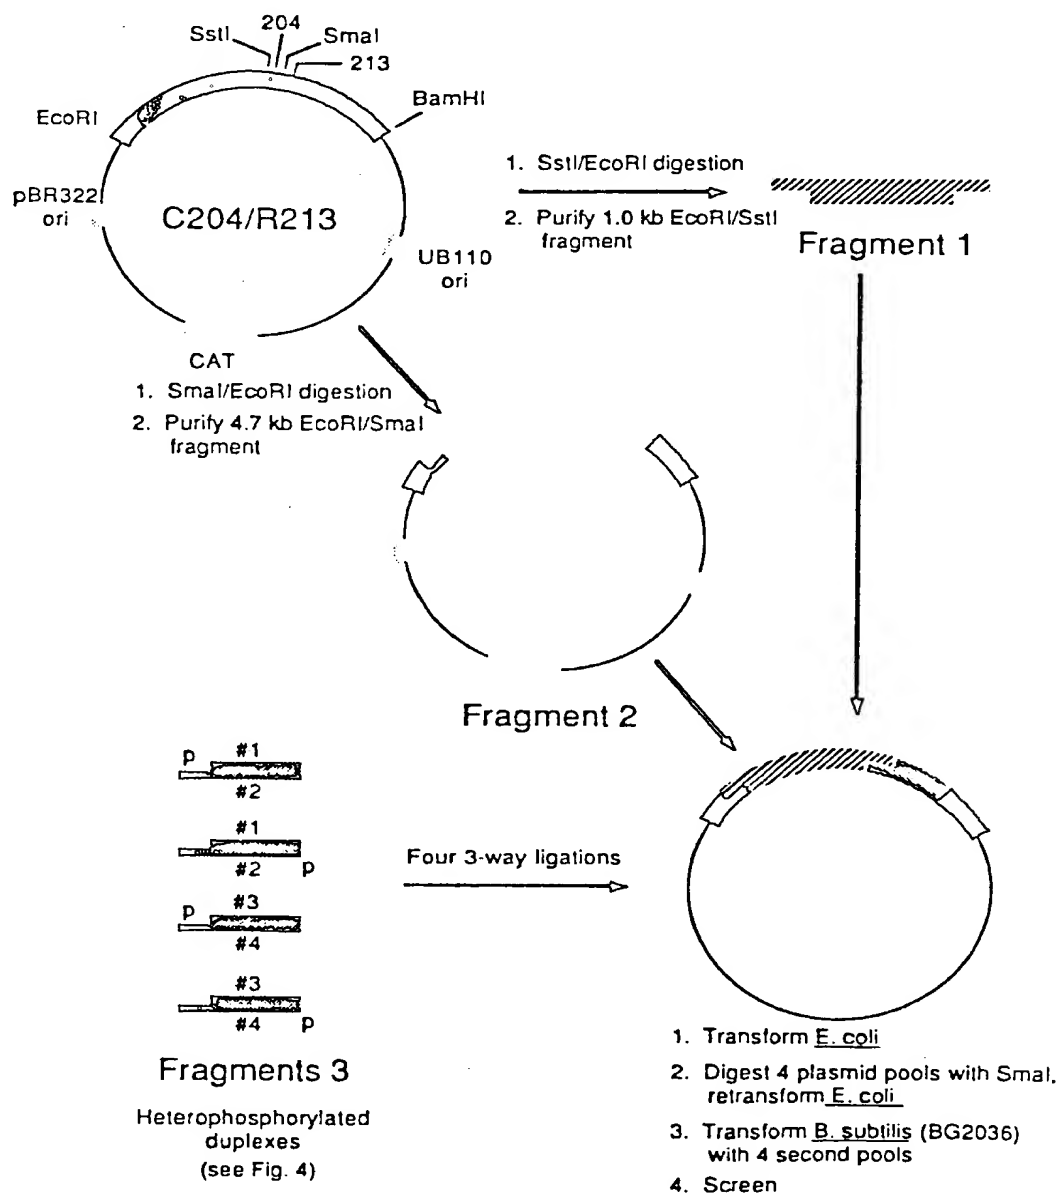 204
SstI
SmaI
213
BamHI
EcoRI
pBR322
ori
C204/R213
UB110
ori
CAT
1. SstI/EcoRI digestion
2. Purify 1.0 kb EcoRI/SstI
fragment
Fragment 1
1. SmaI/EcoRI digestion
2. Purify 4.7 kb EcoRI/SmaI
fragment
Fragment 2
p #1
#2
#1
#2 p
p #3
#4
#3
#4 p
Four 3-way ligations
Fragments 3
Heterophosphorylated
duplexes
(see Fig. 4)
1. Transform E. coli
2. Digest 4 plasmid pools with SmaI,
retransform E. coli
3. Transform B. subtilis (BG2036)
with 4 second pools
4. Screen